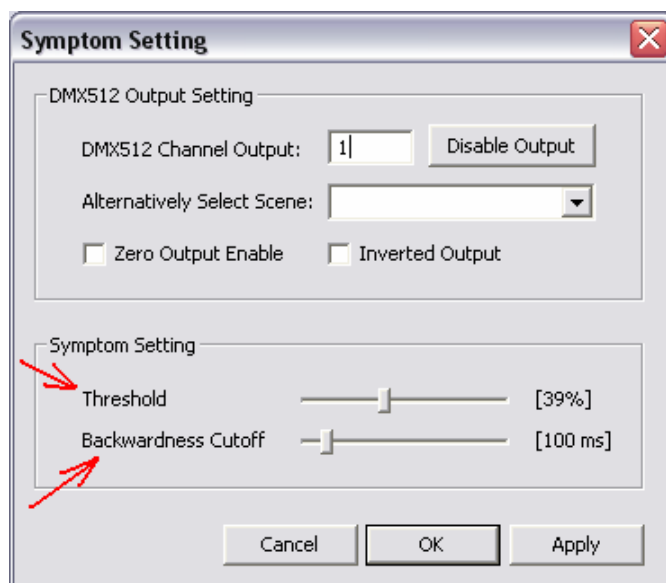 Symptom Setting
DMX512 Output Setting
DMX512 Channel Output: 1 Disable Output
Alternatively Select Scene:
Zero Output Enable Inverted Output
Symptom Setting
Threshold [39%]
Backwardness Cutoff [100 ms]
Cancel OK Apply